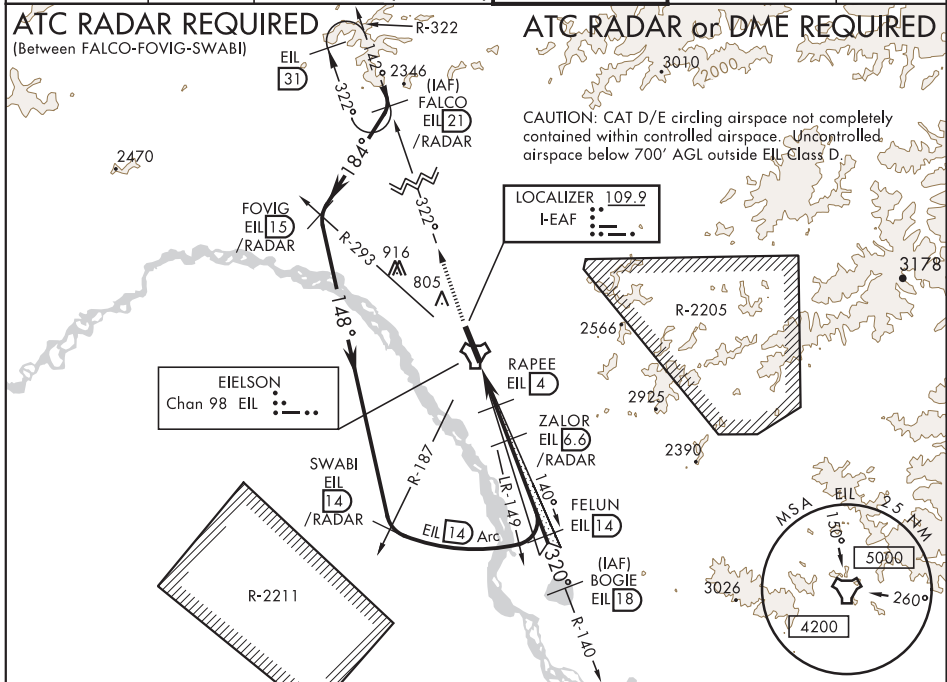 ATC RADAR REQUIRED
(Between FALCO-FOVIG-SWABI)
ATC RADAR or DME REQUIRED
R-322
EIL
31
142°
322°
2346
(IAF)
FALCO
EIL 21
/RADAR
3010
2000
CAUTION: CAT D/E circling airspace not completely
contained within controlled airspace. Uncontrolled
airspace below 700' AGL outside EIL Class D.
2470
184°
322°
LOCALIZER 109.9
I-EAF
FOVIG
EIL 15
/RADAR
R-293
916
805
3178
R-2205
2566
148°
EIELSON
Chan 98 EIL
RAPEE
EIL 4
2925
ZALOR
EIL 6.6
/RADAR
2390
R-187
SWABI
EIL
14
/RADAR
LR-149
140°
FELUN
EIL 14
EIL 14 Arc
320°
(IAF)
BOGIE
EIL 18
R-140
R-2211
3026
MSA EIL 25 NM
150°
5000
260°
4200